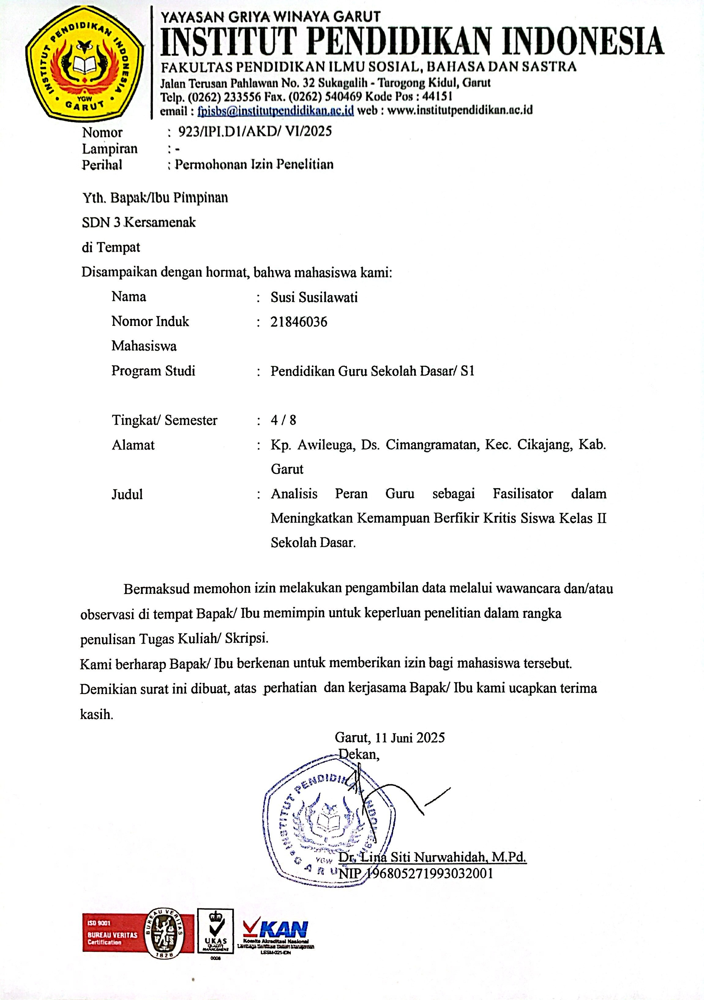 INSTITUT PENDIDIKAN INDONESIA
YGW
GARUT
YAYASAN GRIYA WINAYA GARUT
INSTITUT PENDIDIKAN INDONESIA
FAKULTAS PENDIDIKAN ILMU SOSIAL, BAHASA DAN SASTRA
Jalan Terusan Pahlawan No. 32 Sukagalih - Tarogong Kidul, Garut
Telp. (0262) 233556 Fax. (0262) 540469 Kode Pos : 44151
email : fpisbs@institutpendidikan.ac.id web : www.institutpendidikan.ac.id
Nomor : 923/IPI.D1/AKD/ VI/2025
Lampiran : -
Perihal : Permohonan Izin Penelitian
Yth. Bapak/Ibu Pimpinan
SDN 3 Kersamenak
di Tempat
Disampaikan dengan hormat, bahwa mahasiswa kami:
Nama : Susi Susilawati
Nomor Induk : 21846036
Mahasiswa
Program Studi : Pendidikan Guru Sekolah Dasar/ S1
Tingkat/ Semester : 4 / 8
Alamat : Kp. Awileuga, Ds. Cimangramatan, Kec. Cikajang, Kab.
Garut
Judul : Analisis Peran Guru sebagai Fasilisator dalam
Meningkatkan Kemampuan Berfikir Kritis Siswa Kelas II
Sekolah Dasar.
Bermaksud memohon izin melakukan pengambilan data melalui wawancara dan/atau
observasi di tempat Bapak/ Ibu memimpin untuk keperluan penelitian dalam rangka
penulisan Tugas Kuliah/ Skripsi.
Kami berharap Bapak/ Ibu berkenan untuk memberikan izin bagi mahasiswa tersebut.
Demikian surat ini dibuat, atas perhatian dan kerjasama Bapak/ Ibu kami ucapkan terima
kasih.
Garut, 11 Juni 2025
Dekan,
INSTITUT PENDIDIKAN INDONESIA
YGW
GARUT
Dr. Lina Siti Nurwahidah, M.Pd.
NIP 196805271993032001
ISO 9001
BUREAU VERITAS
Certification
BUREAU VERITAS
1828
UKAS
QUALITY
MANAGEMENT
0008
KAN
Komite Akreditasi Nasional
LSSM-021-IDN